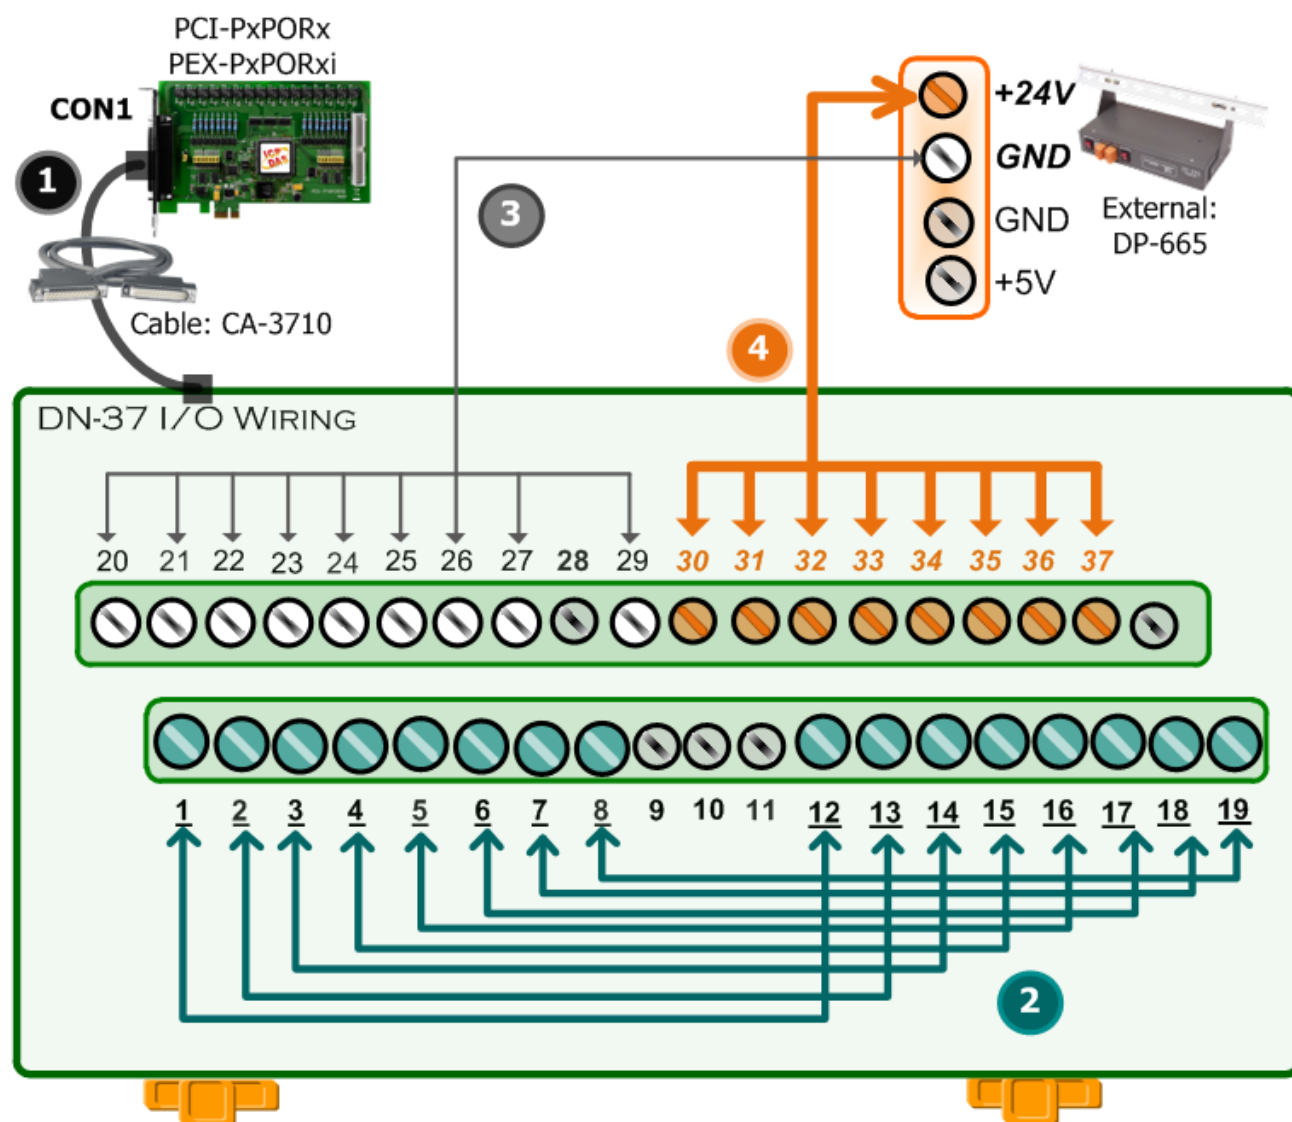 PCI-PxPORx
PEX-PxPORxi
CON1
1
Cable: CA-3710
3
4
+24V
GND
GND
+5V
External:
DP-665
DN-37 I/O WIRING
20 21 22 23 24 25 26 27 28 29 30 31 32 33 34 35 36 37
1 2 3 4 5 6 7 8 9 10 11 12 13 14 15 16 17 18 19
2
ICP
DAS